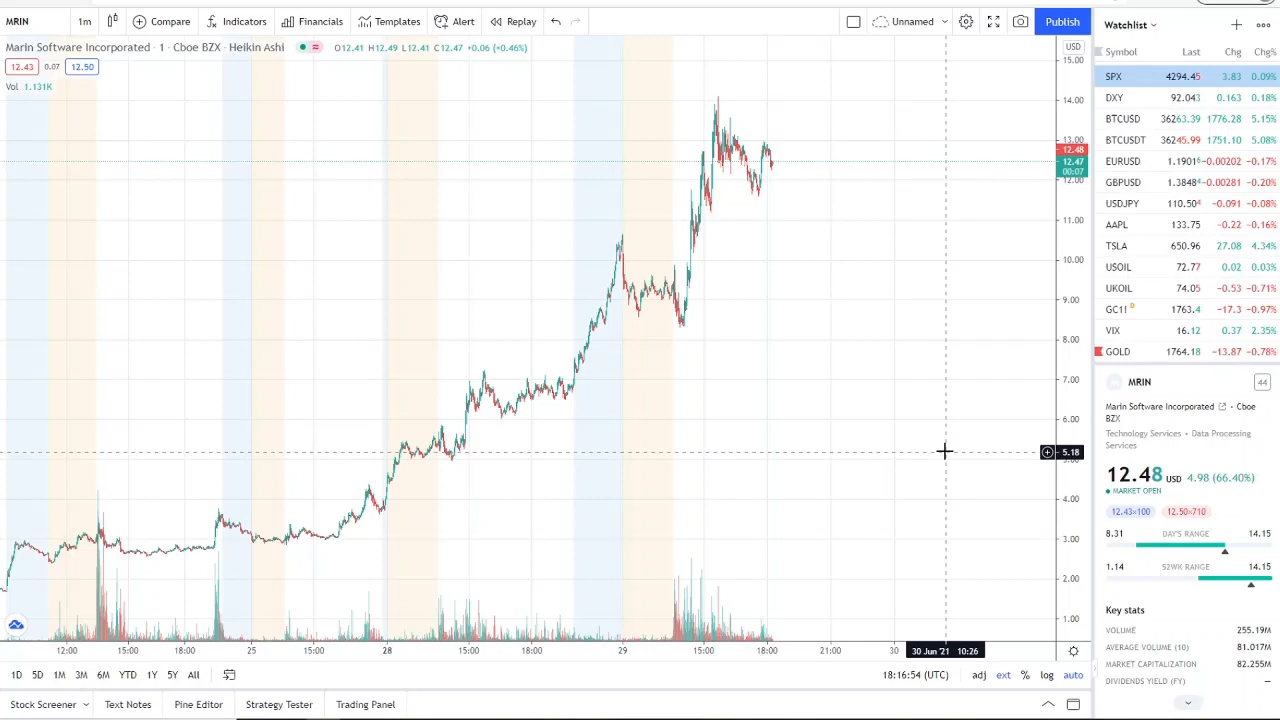 MRIN 1m Compare Indicators Financials Templates Alert Replay Unnamed Publish
Marin Software Incorporated · 1 · Cboe BZX · Heikin Ashi O12.41 H12.49 L12.41 C12.47 +0.06 (+0.46%)
12.43 0.07 12.50
Vol 1.131K
USD
15.00
14.00
13.00
12.48
12.47
00:07
12.00
11.00
10.00
9.00
8.00
7.00
6.00
5.18
4.00
3.00
2.00
1.00
12:00 15:00 18:00 25 15:00 28 15:00 18:00 29 15:00 18:00 21:00 30 30 Jun '21 10:26
1D 5D 1M 3M 6M YTD 1Y 5Y All 18:16:54 (UTC) adj ext % log auto
Stock Screener Text Notes Pine Editor Strategy Tester Trading Panel
Watchlist
Symbol Last Chg Chg%
SPX 4294.45 3.83 0.09%
DXY 92.043 0.163 0.18%
BTCUSD 36263.39 1776.28 5.15%
BTCUSDT 36245.99 1751.10 5.08%
EURUSD 1.19016 -0.00202 -0.17%
GBPUSD 1.38484 -0.00281 -0.20%
USDJPY 110.504 -0.091 -0.08%
AAPL 133.75 -0.22 -0.16%
TSLA 650.96 27.08 4.34%
USOIL 72.77 0.02 0.03%
UKOIL 74.05 -0.53 -0.71%
GC1! D 1763.4 -17.3 -0.97%
VIX 16.12 0.37 2.35%
GOLD 1764.18 -13.87 -0.78%
MRIN 44
Marin Software Incorporated · Cboe
BZX
Technology Services · Data Processing
Services
12.48 USD 4.98 (66.40%)
MARKET OPEN
12.43×100 12.50×710
8.31 DAY'S RANGE 14.15
1.14 52WK RANGE 14.15
Key stats
VOLUME 255.19M
AVERAGE VOLUME (10) 81.017M
MARKET CAPITALIZATION 82.255M
DIVIDENDS YIELD (FY) —